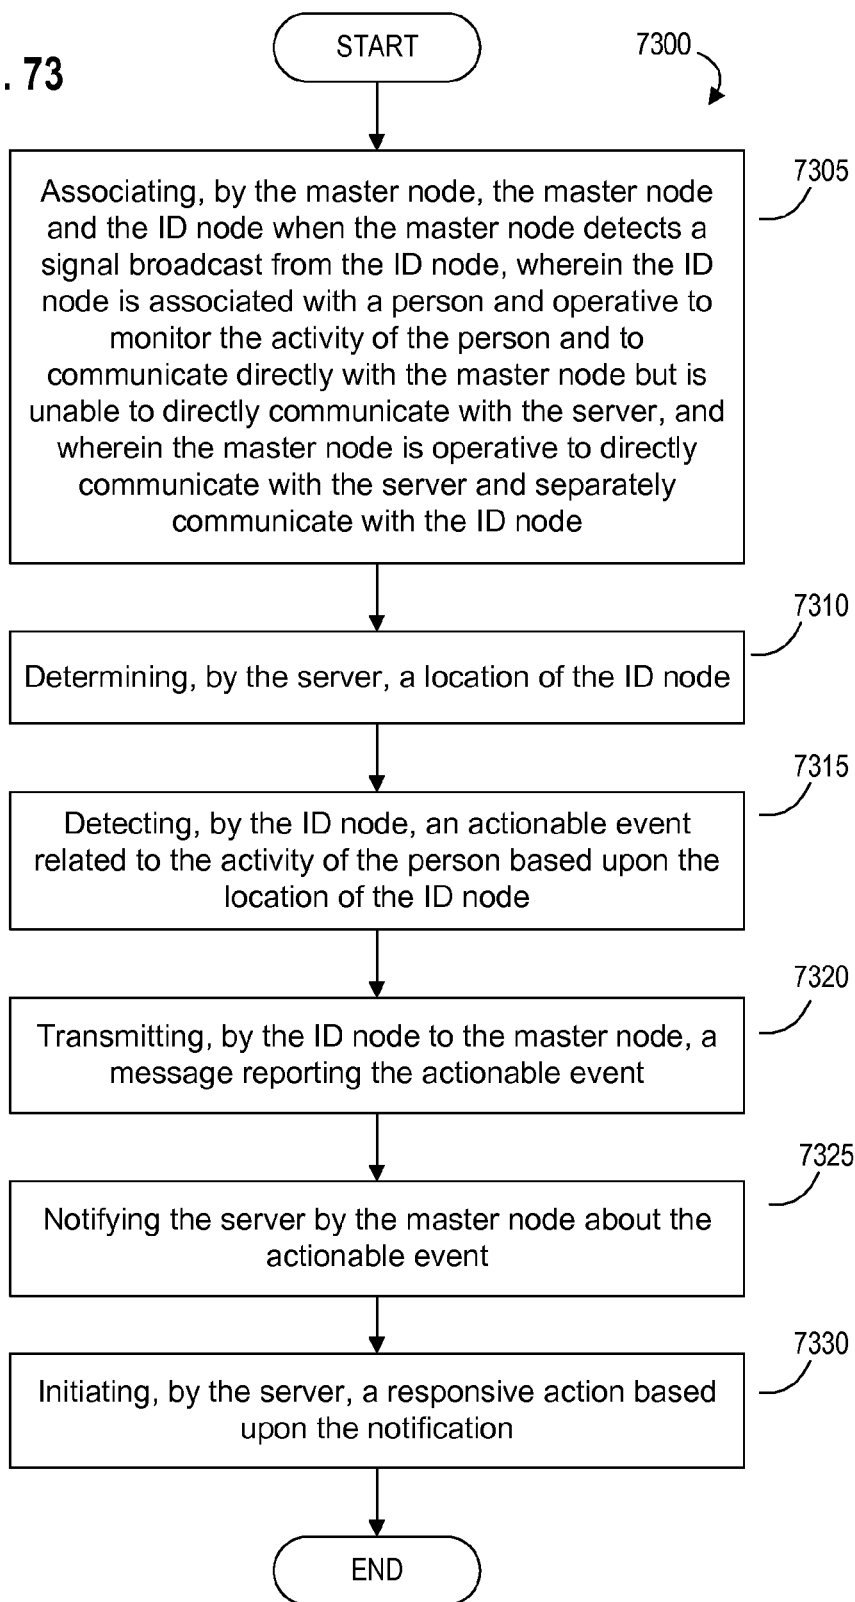 START
7300
. 73
7305
Associating, by the master node, the master node
and the ID node when the master node detects a
signal broadcast from the ID node, wherein the ID
node is associated with a person and operative to
monitor the activity of the person and to
communicate directly with the master node but is
unable to directly communicate with the server, and
wherein the master node is operative to directly
communicate with the server and separately
communicate with the ID node
7310
Determining, by the server, a location of the ID node
7315
Detecting, by the ID node, an actionable event
related to the activity of the person based upon the
location of the ID node
7320
Transmitting, by the ID node to the master node, a
message reporting the actionable event
7325
Notifying the server by the master node about the
actionable event
7330
Initiating, by the server, a responsive action based
upon the notification
END